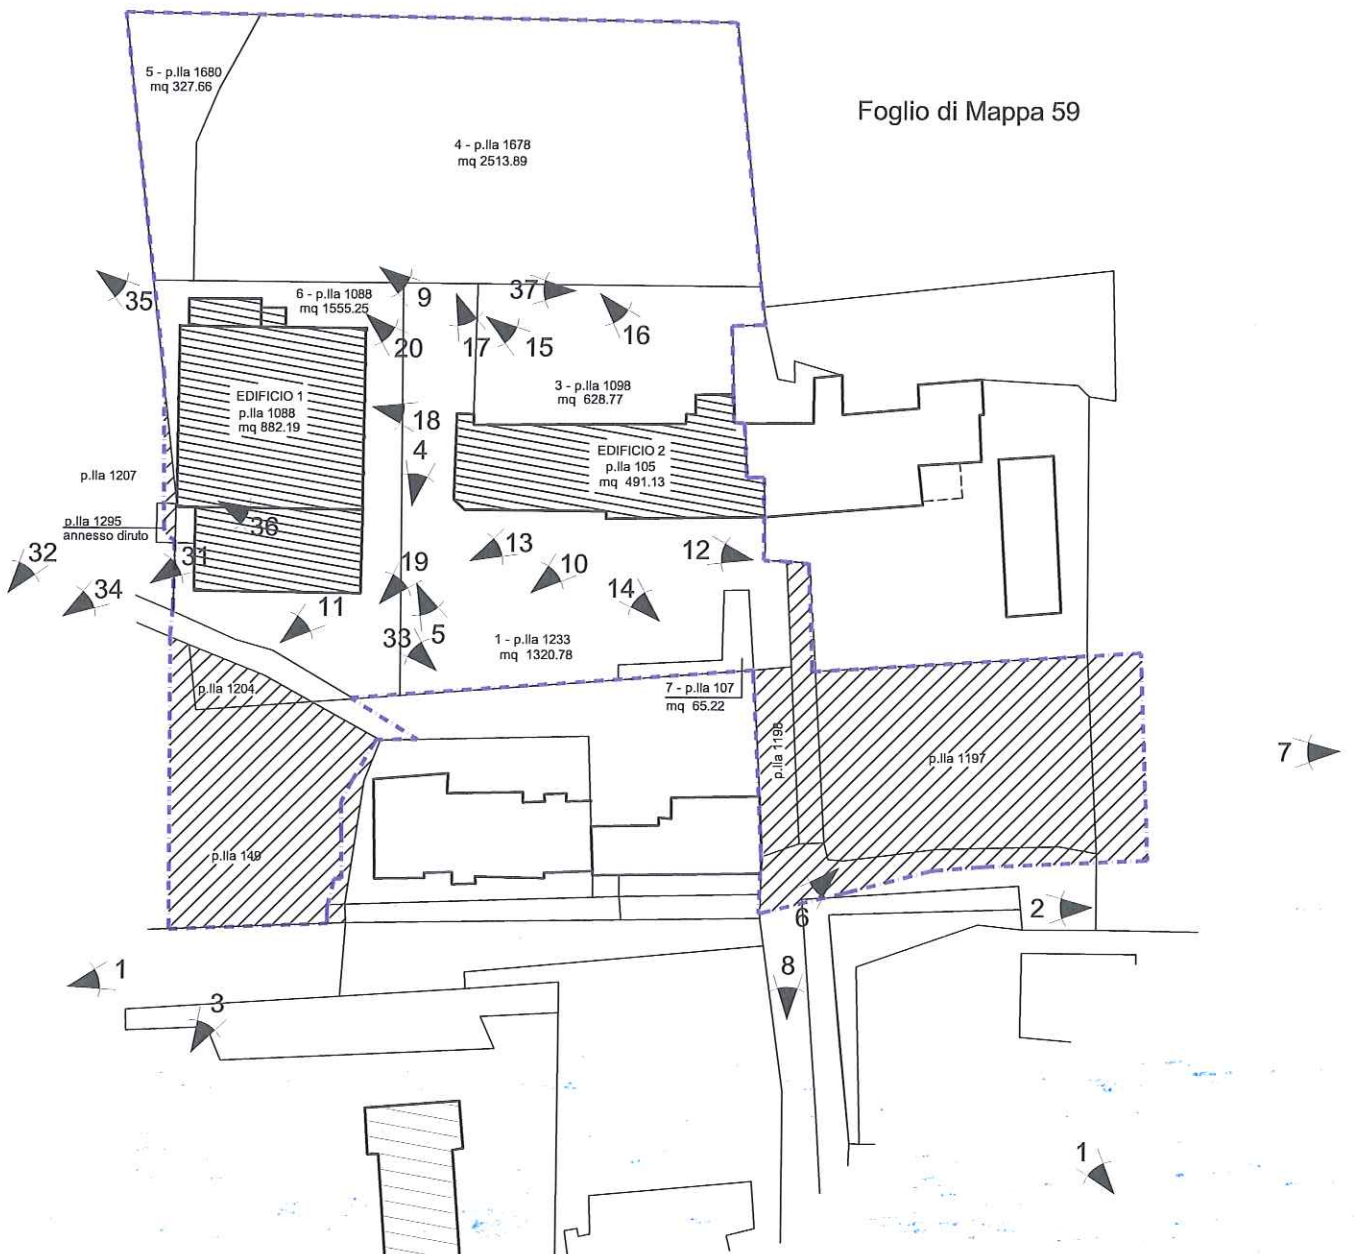 5 - p.lla 1680
mq 327.66
Foglio di Mappa 59
4 - p.lla 1678
mq 2513.89
35
6 - p.lla 1088
mq 1555.25
9
37
16
20
17
15
3 - p.lla 1098
mq 628.77
EDIFICIO 1
p.lla 1088
mq 882.19
18
4
EDIFICIO 2
p.lla 105
mq 491.13
p.lla 1207
p.lla 1295
annesso diruto
36
32
31
34
19
13
10
12
14
11
33
5
1 - p.lla 1233
mq 1320.78
p.lla 1204
7 - p.lla 107
mq 65.22
p.lla 1198
p.lla 1197
7
p.lla 149
6
2
1
8
3
1